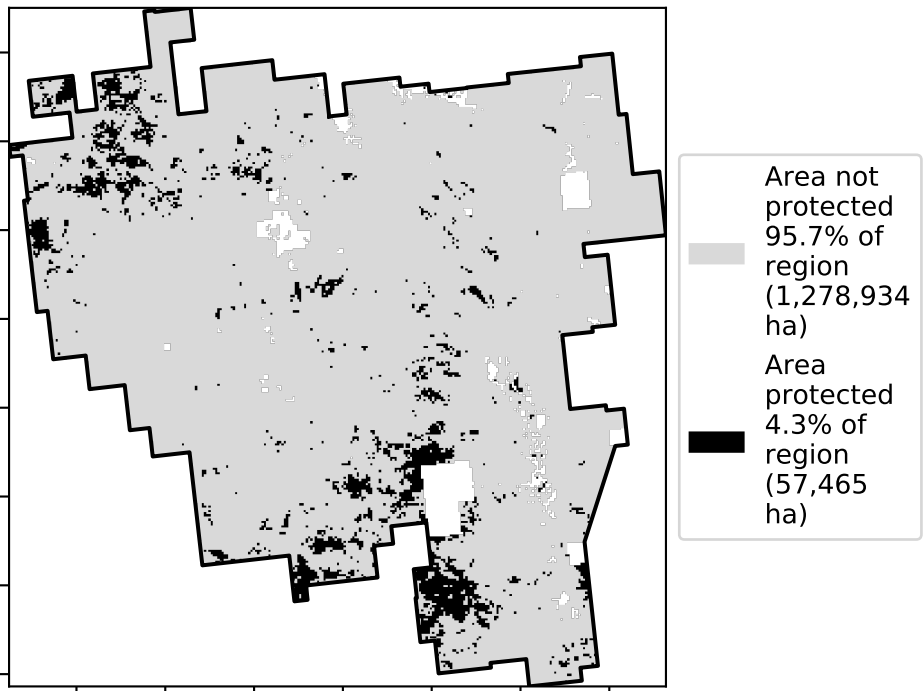 Area not
protected
95.7% of
region
(1,278,934
ha)
Area
protected
4.3% of
region
(57,465
ha)